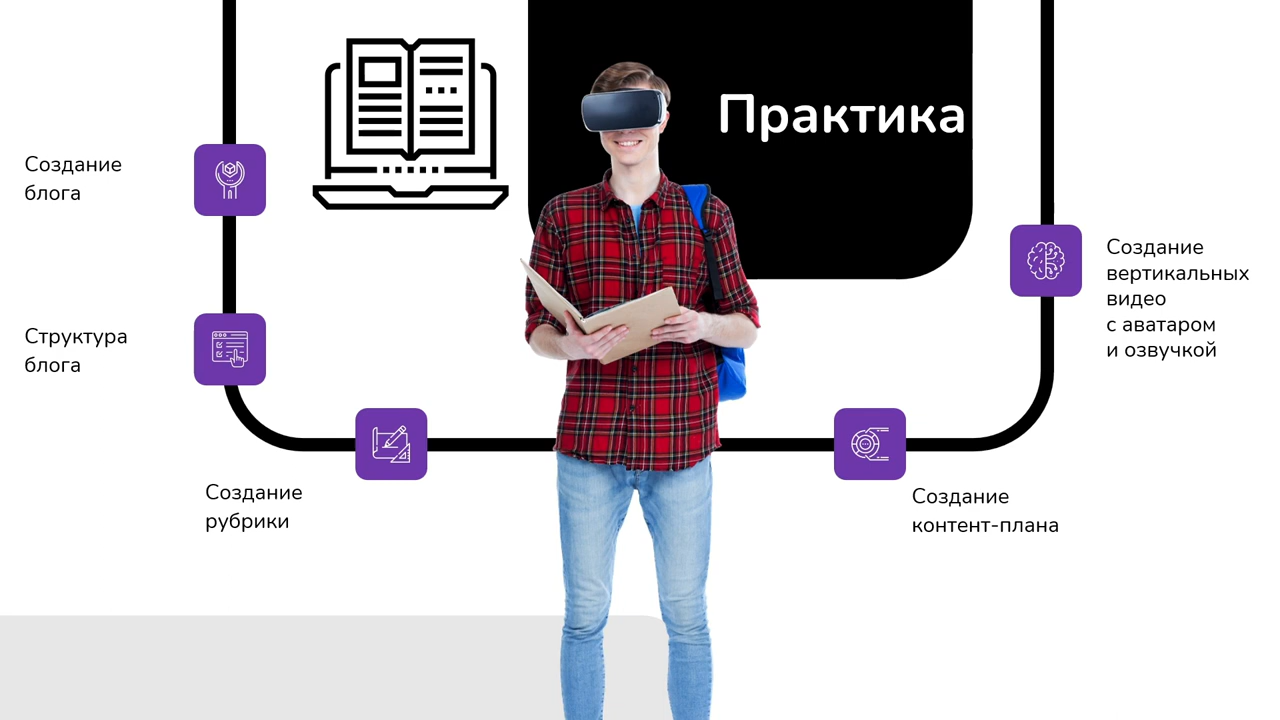 Практика
Создание
блога
Структура
блога
Создание
рубрики
Создание
контент-плана
Создание
вертикальных
видео
с аватаром
и озвучкой